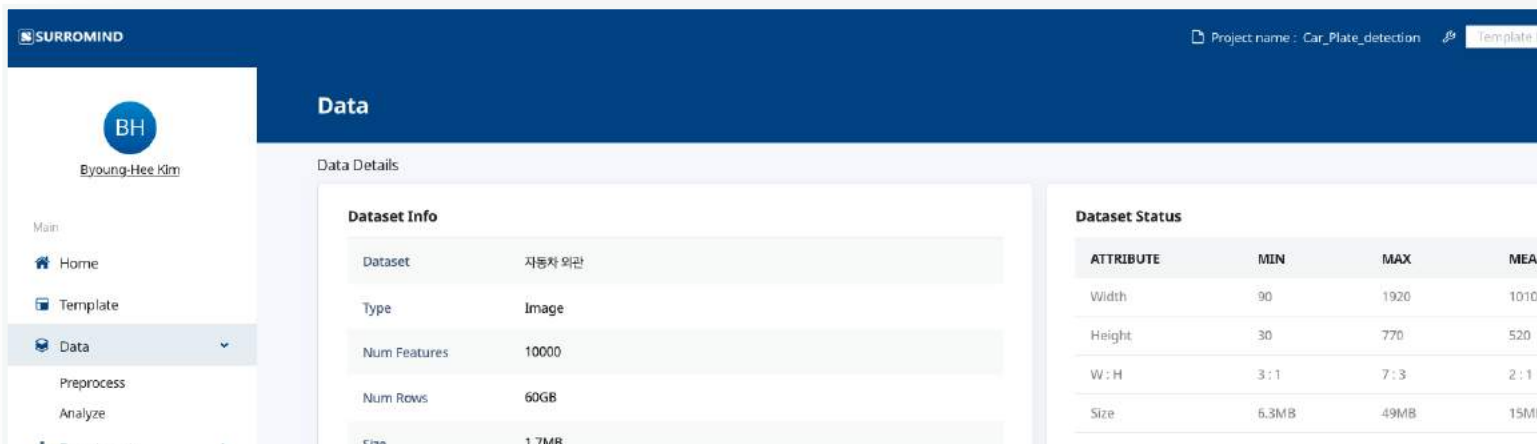 SURROMIND
Project name : Car_Plate_detection
Template
BH
Byoung-Hee Kim
Main
Home
Template
Data
Preprocess
Analyze
Data
Data Details
Dataset Info
Dataset 자동차 외관
Type Image
Num Features 10000
Num Rows 60GB
Size 1.7MB
Dataset Status
ATTRIBUTE MIN MAX
Width 90 1920 1010
Height 30 770 520
W : H 3 : 1 7 : 3 2 : 1
Size 6.3MB 49MB